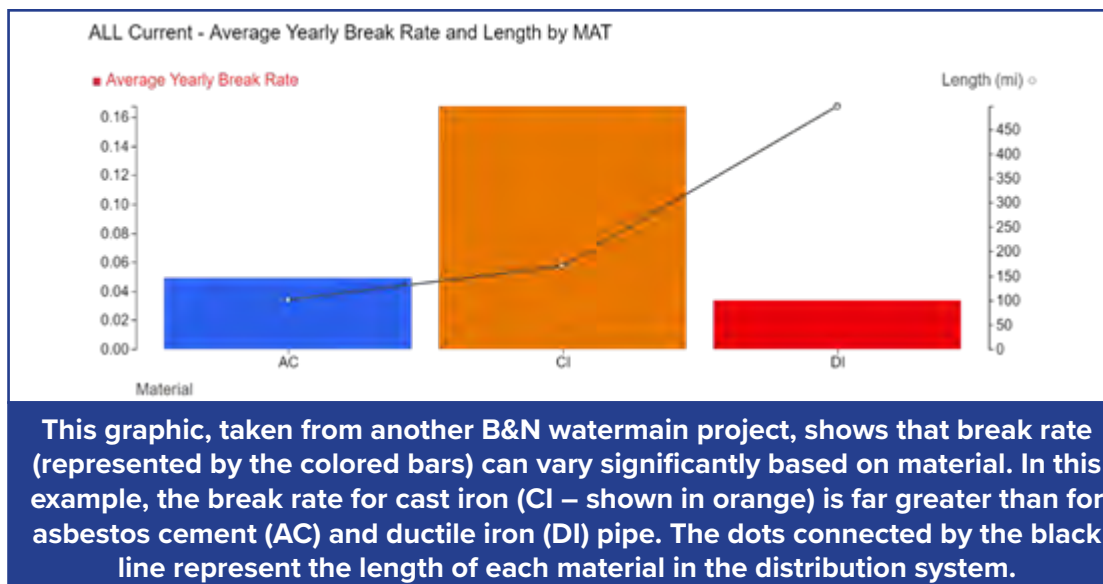 ALL Current - Average Yearly Break Rate and Length by MAT
Average Yearly Break Rate
Length (mi)
0.16
0.14
0.12
0.10
0.08
0.06
0.04
0.02
0.00
450
400
350
300
250
200
150
100
50
0
AC
CI
DI
Material
This graphic, taken from another B&N watermain project, shows that break rate
(represented by the colored bars) can vary significantly based on material. In this
example, the break rate for cast iron (CI – shown in orange) is far greater than for
asbestos cement (AC) and ductile iron (DI) pipe. The dots connected by the black
line represent the length of each material in the distribution system.